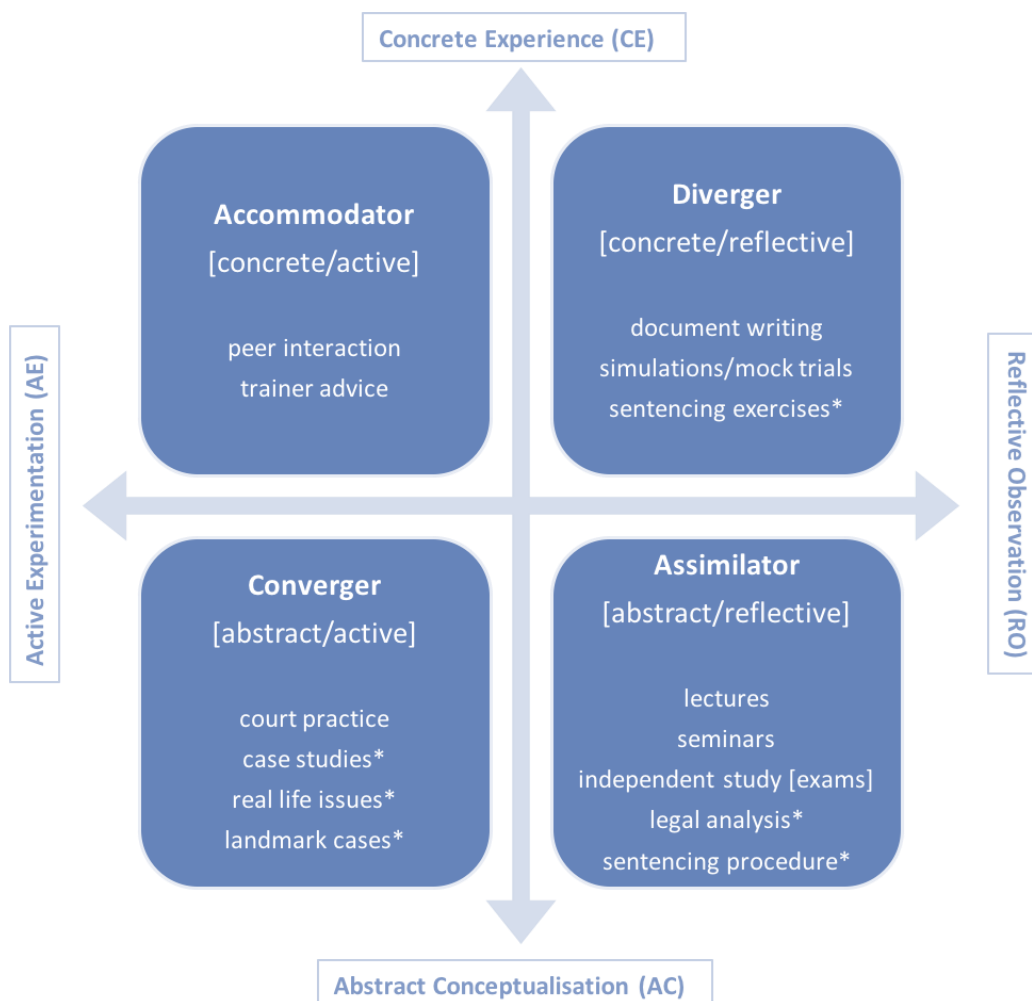 Concrete Experience (CE)
Accommodator
[concrete/active]
peer interaction
trainer advice
Diverger
[concrete/reflective]
document writing
simulations/mock trials
sentencing exercises*
Active Experimentation (AE)
Reflective Observation (RO)
Converger
[abstract/active]
court practice
case studies*
real life issues*
landmark cases*
Assimilator
[abstract/reflective]
lectures
seminars
independent study [exams]
legal analysis*
sentencing procedure*
Abstract Conceptualisation (AC)